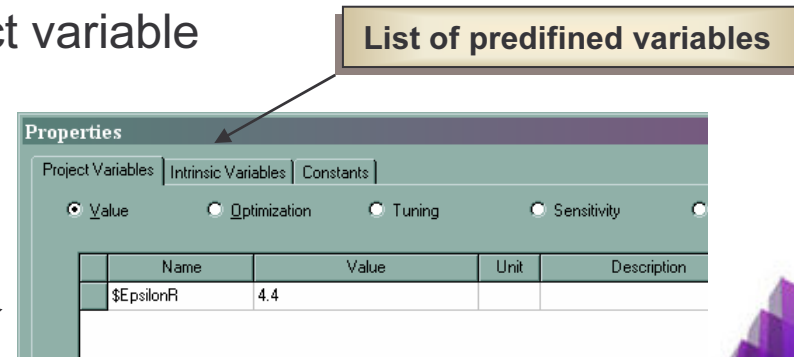 ct variable
List of predifined variables
Properties
Project Variables Intrinsic Variables Constants
Value Optimization Tuning Sensitivity
Name Value Unit Description
$EpsilonR 4.4